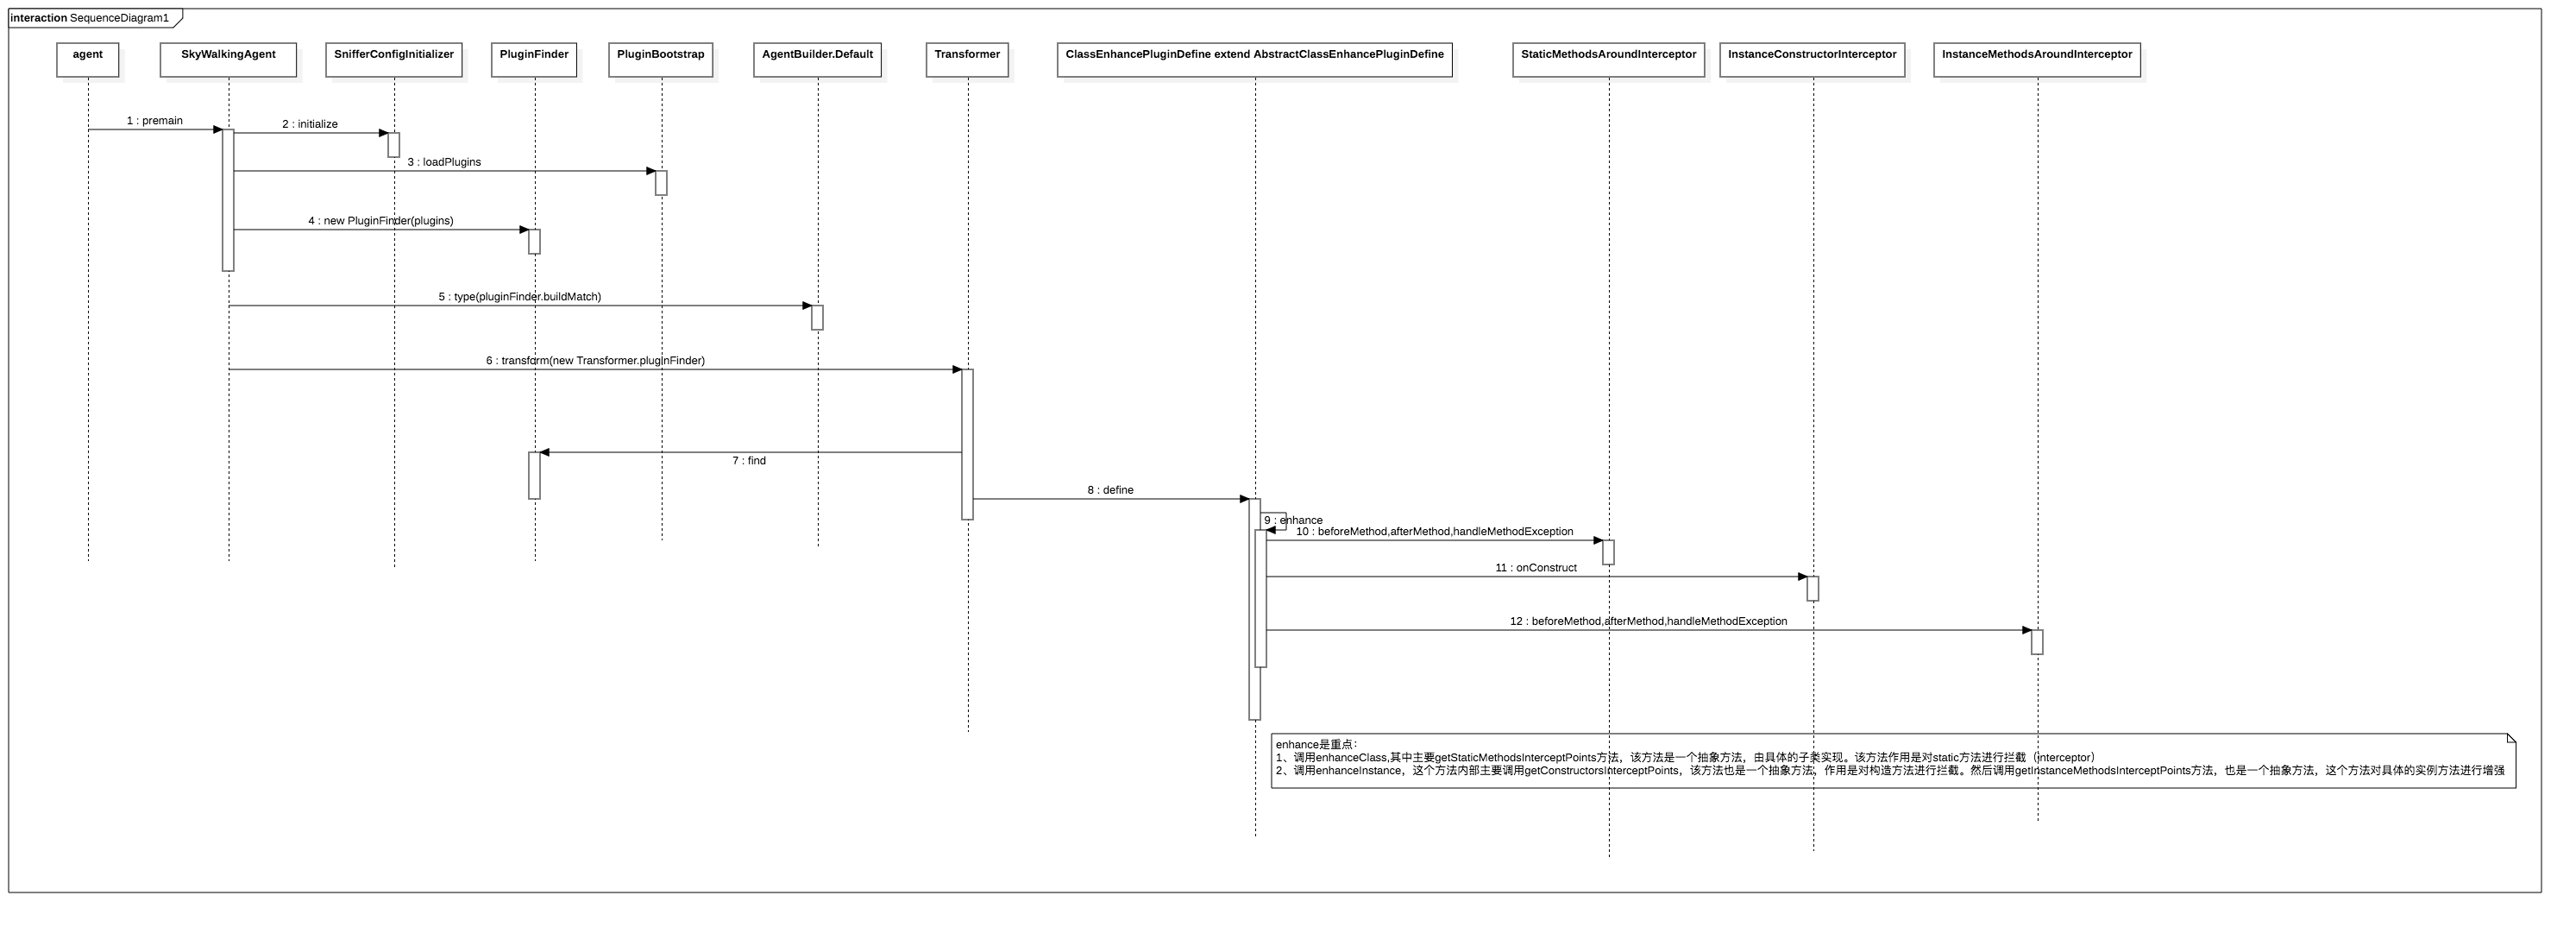 interaction SequenceDiagram1
agent
SkyWalkingAgent
SnifferConfigInitializer
PluginFinder
PluginBootstrap
AgentBuilder.Default
Transformer
ClassEnhancePluginDefine extend AbstractClassEnhancePluginDefine
StaticMethodsAroundInterceptor
InstanceConstructorInterceptor
InstanceMethodsAroundInterceptor
1 : premain
2 : initialize
3 : loadPlugins
4 : new PluginFinder(plugins)
5 : type(pluginFinder.buildMatch)
6 : transform(new Transformer.pluginFinder)
7 : find
8 : define
9 : enhance
10 : beforeMethod,afterMethod,handleMethodException
11 : onConstruct
12 : beforeMethod,afterMethod,handleMethodException
enhance是重点：
1、调用enhanceClass,其中主要getStaticMethodsInterceptPoints方法，该方法是一个抽象方法，由具体的子类实现。该方法作用是对static方法进行拦截（interceptor）
2、调用enhanceInstance，这个方法内部主要调用getConstructorsInterceptPoints，该方法也是一个抽象方法，作用是对构造方法进行拦截。然后调用getInstanceMethodsInterceptPoints方法，也是一个抽象方法，这个方法对具体的实例方法进行增强